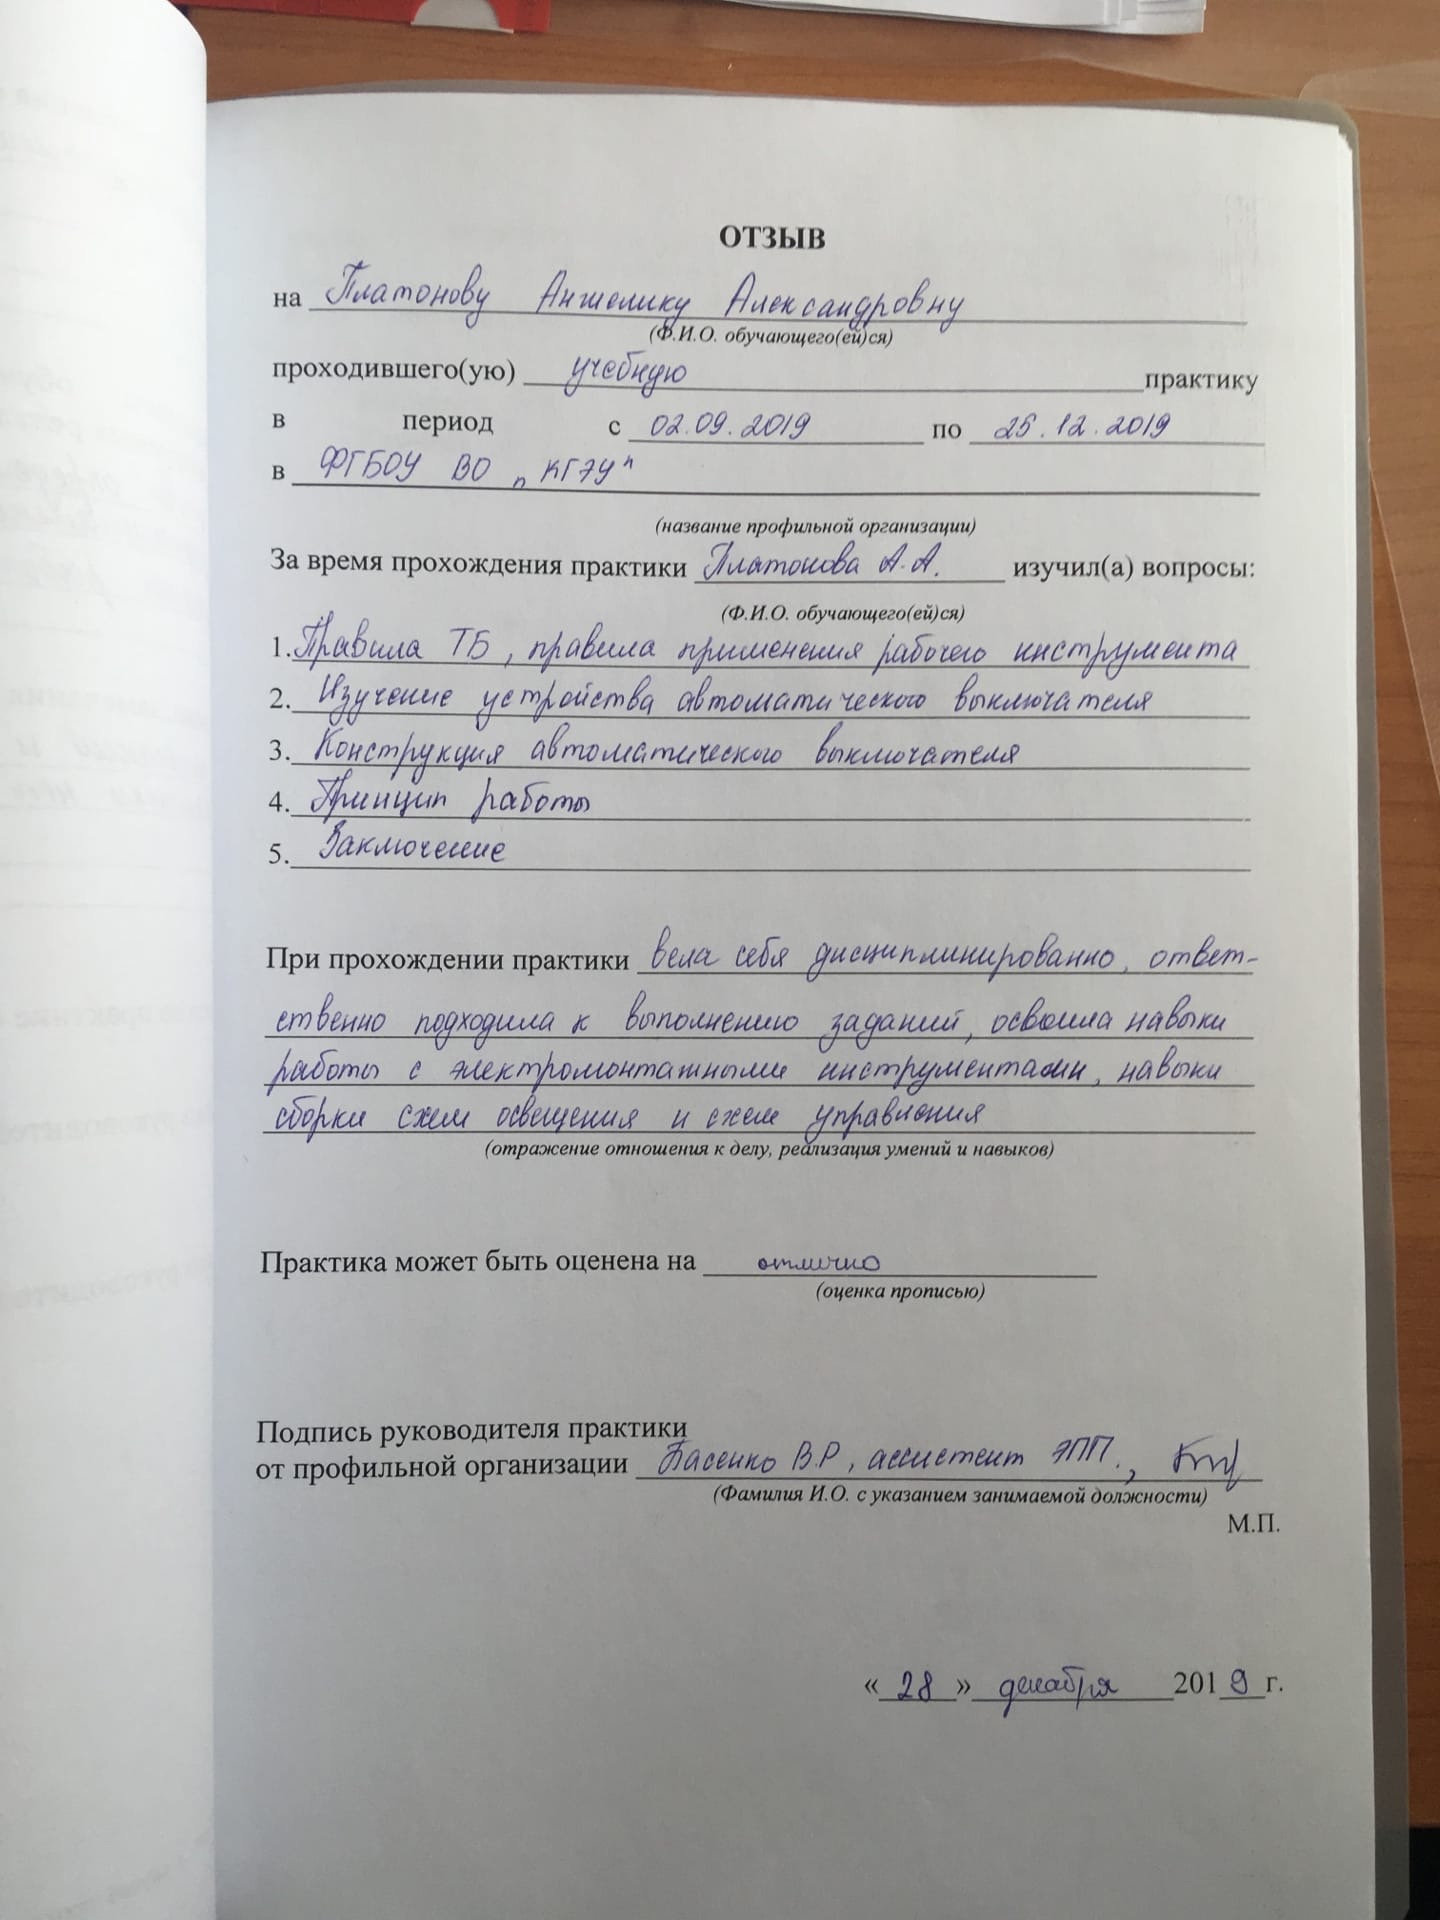 ОТЗЫВ
на Платонову Анжелику Александровну
(Ф.И.О. обучающего(ей)ся)
проходившего(ую) учебную практику
в период с 02.09.2019 по 25.12.2019
в ФГБОУ ВО „КГЭУ"
(название профильной организации)
За время прохождения практики Платонова А.А. изучил(а) вопросы:
(Ф.И.О. обучающего(ей)ся)
1. Правила ТБ, правила применения рабочего инструмента
2. Изучение устройства автоматического выключателя
3. Конструкция автоматического выключателя
4. Принцип работы
5. Заключение
При прохождении практики вела себя дисциплинированно, ответ-
ственно подходила к выполнению заданий, освоила навыки
работы с электромонтажными инструментами, навыки
сборки схем освещения и схем управления
(отражение отношения к делу, реализация умений и навыков)
Практика может быть оценена на отлично
(оценка прописью)
Подпись руководителя практики
от профильной организации Басенко В.Р, ассистент ЭПП.,
(Фамилия И.О. с указанием занимаемой должности)
М.П.
«28» декабря 2019 г.